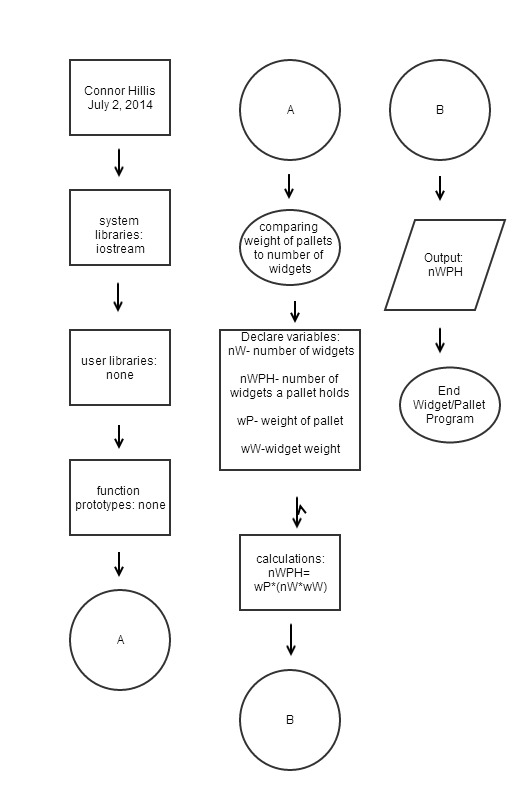 Connor Hillis
July 2, 2014
system
libraries:
iostream
user libraries:
none
function
prototypes: none
A
A
comparing
weight of pallets
to number of
widgets
Declare variables:
nW- number of widgets
nWPH- number of
widgets a pallet holds
wP- weight of pallet
wW-widget weight
calculations:
nWPH=
wP*(nW*wW)
B
B
Output:
nWPH
End
Widget/Pallet
Program